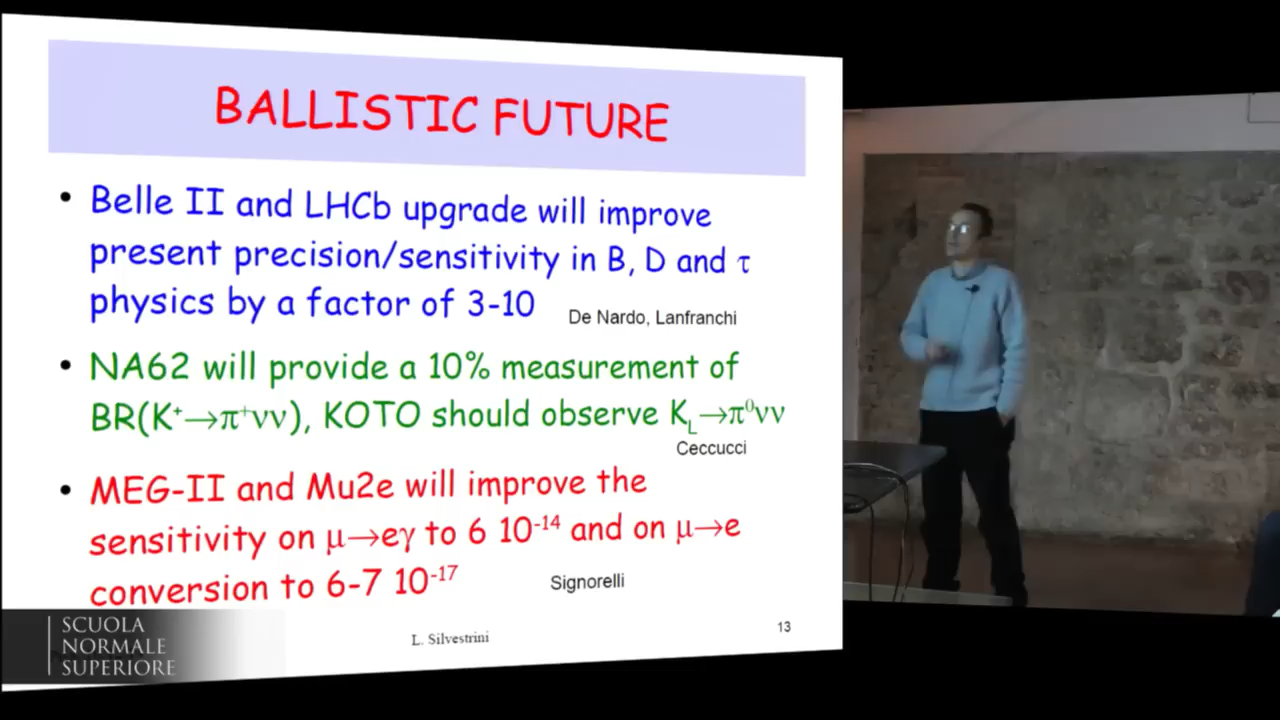 BALLISTIC FUTURE
• Belle II and LHCb upgrade will improve
present precision/sensitivity in B, D and τ
physics by a factor of 3-10
De Nardo, Lanfranchi
• NA62 will provide a 10% measurement of
BR(K⁺→π⁺νν), KOTO should observe K_L→π⁰νν
Ceccucci
• MEG-II and Mu2e will improve the
sensitivity on μ→eγ to 6 10⁻¹⁴ and on μ→e
conversion to 6-7 10⁻¹⁷
Signorelli
L. Silvestrini
13
SCUOLA
NORMALE
SUPERIORE